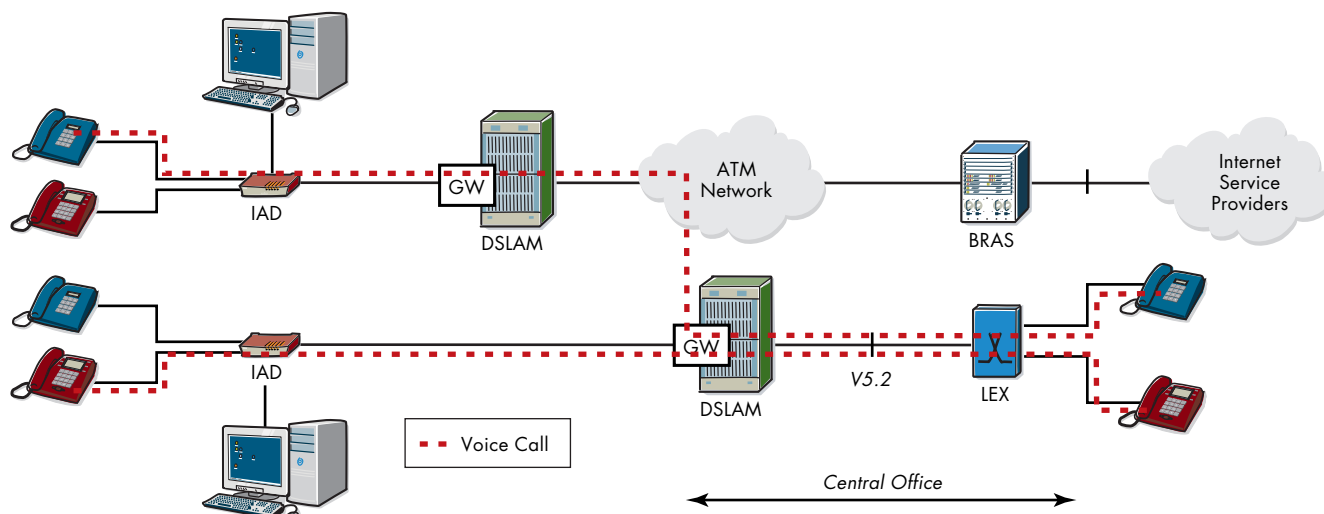 IAD
GW
DSLAM
ATM
Network
BRAS
Internet
Service
Providers
IAD
GW
DSLAM
V5.2
LEX
Voice Call
Central Office